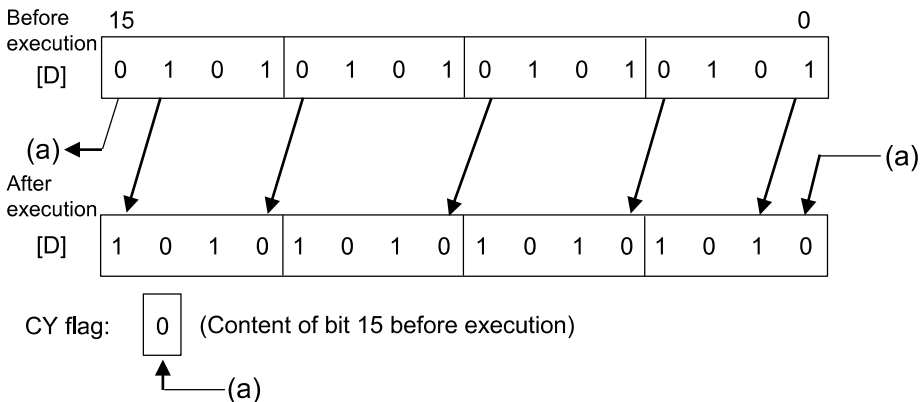 Before
execution
15 0
[D] 0 1 0 1 0 1 0 1 0 1 0 1 0 1 0 1
(a) (a)
After
execution
[D] 1 0 1 0 1 0 1 0 1 0 1 0 1 0 1 0
CY flag: 0 (Content of bit 15 before execution)
(a)